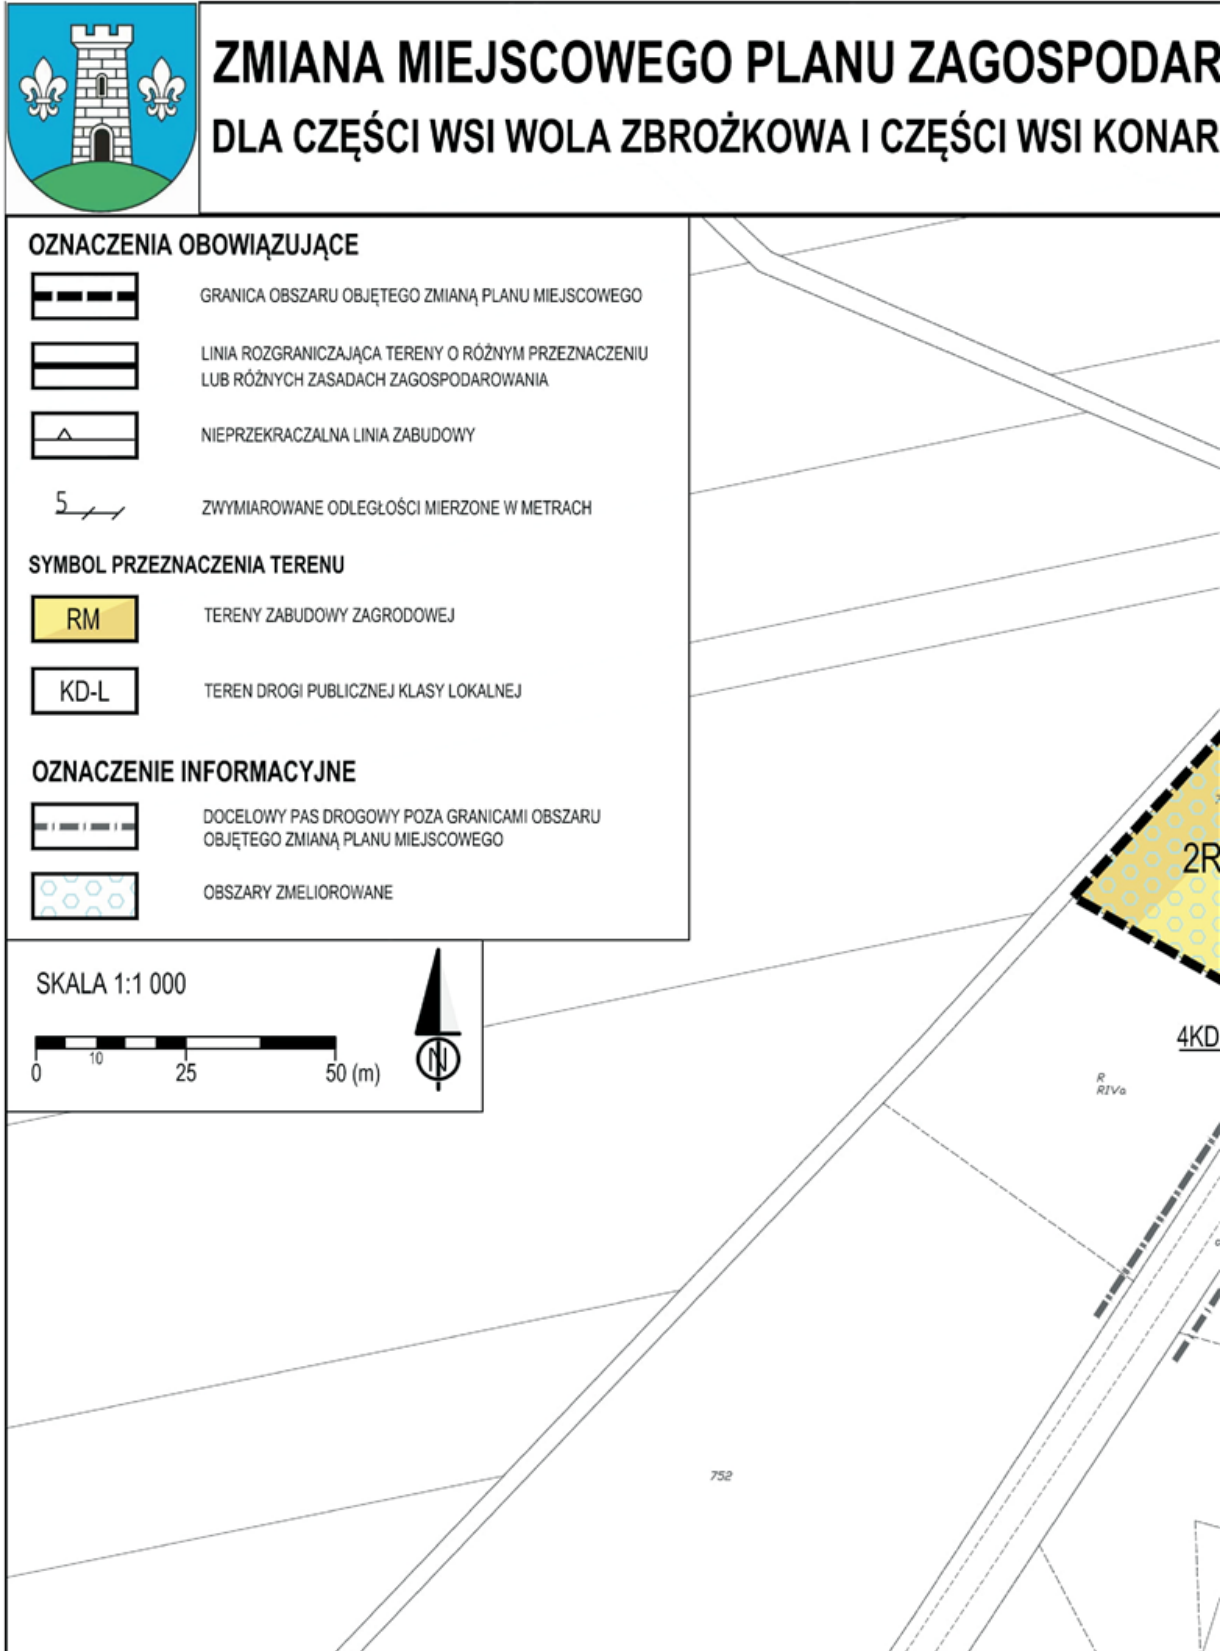 ZMIANA MIEJSCOWEGO PLANU ZAGOSPODAR
DLA CZĘŚCI WSI WOLA ZBROŻKOWA I CZĘŚCI WSI KONAR
OZNACZENIA OBOWIĄZUJĄCE
GRANICA OBSZARU OBJĘTEGO ZMIANĄ PLANU MIEJSCOWEGO
LINIA ROZGRANICZAJĄCA TERENY O RÓŻNYM PRZEZNACZENIU
LUB RÓŻNYCH ZASADACH ZAGOSPODAROWANIA
NIEPRZEKRACZALNA LINIA ZABUDOWY
5
ZWYMIAROWANE ODLEGŁOŚCI MIERZONE W METRACH
SYMBOL PRZEZNACZENIA TERENU
RM
TERENY ZABUDOWY ZAGRODOWEJ
KD-L
TEREN DROGI PUBLICZNEJ KLASY LOKALNEJ
OZNACZENIE INFORMACYJNE
DOCELOWY PAS DROGOWY POZA GRANICAMI OBSZARU
OBJĘTEGO ZMIANĄ PLANU MIEJSCOWEGO
OBSZARY ZMELIOROWANE
SKALA 1:1 000
0 10 25 50 (m)
N
2R
4KD
R
RIVa
752